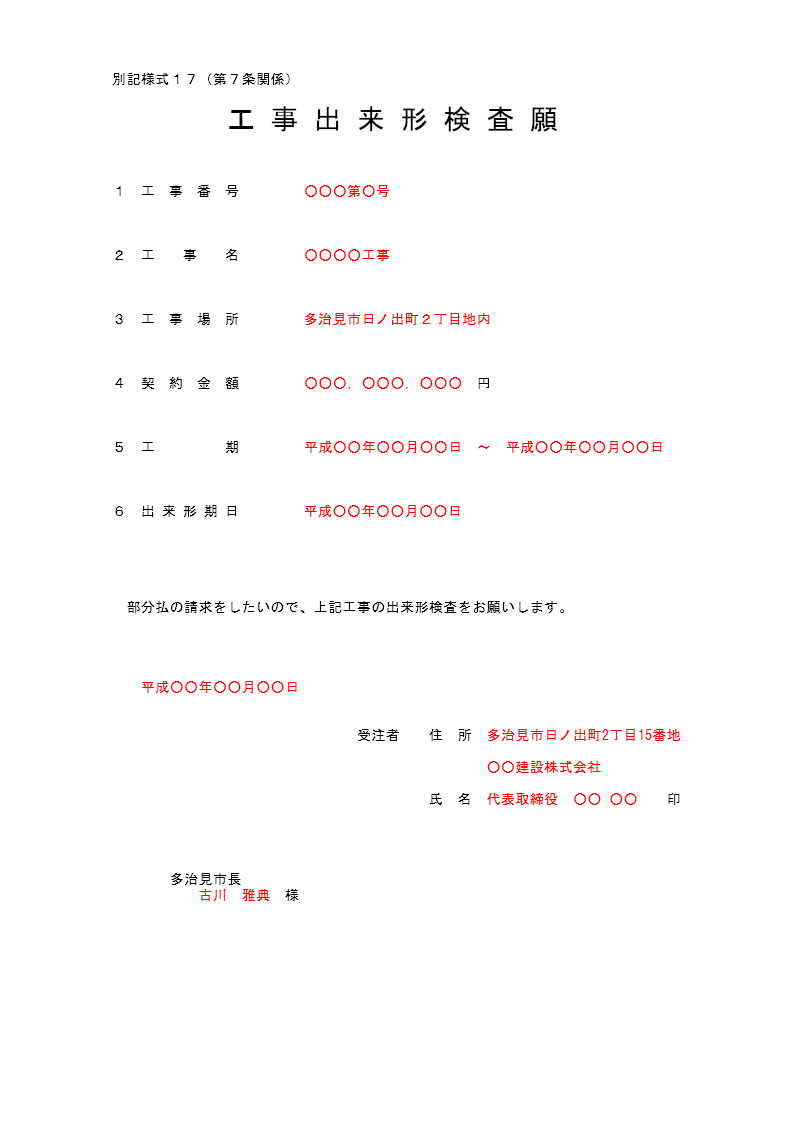 別記様式１７（第７条関係）
工事出来形検査願
１　工　事　番　号　　　　〇〇〇第〇号
２　工　　事　　名　　　　〇〇〇〇工事
３　工　事　場　所　　　　多治見市日ノ出町２丁目地内
４　契　約　金　額　　　　〇〇〇，〇〇〇，〇〇〇　円
５　工　　　　　期　　　　平成〇〇年〇〇月〇〇日　～　平成〇〇年〇〇月〇〇日
６　出 来 形 期 日　　　　平成〇〇年〇〇月〇〇日
部分払の請求をしたいので、上記工事の出来形検査をお願いします。
平成〇〇年〇〇月〇〇日
受注者　　住　所　多治見市日ノ出町2丁目15番地
〇〇建設株式会社
氏　名　代表取締役　〇〇 〇〇　　印
多治見市長
古川　雅典　様